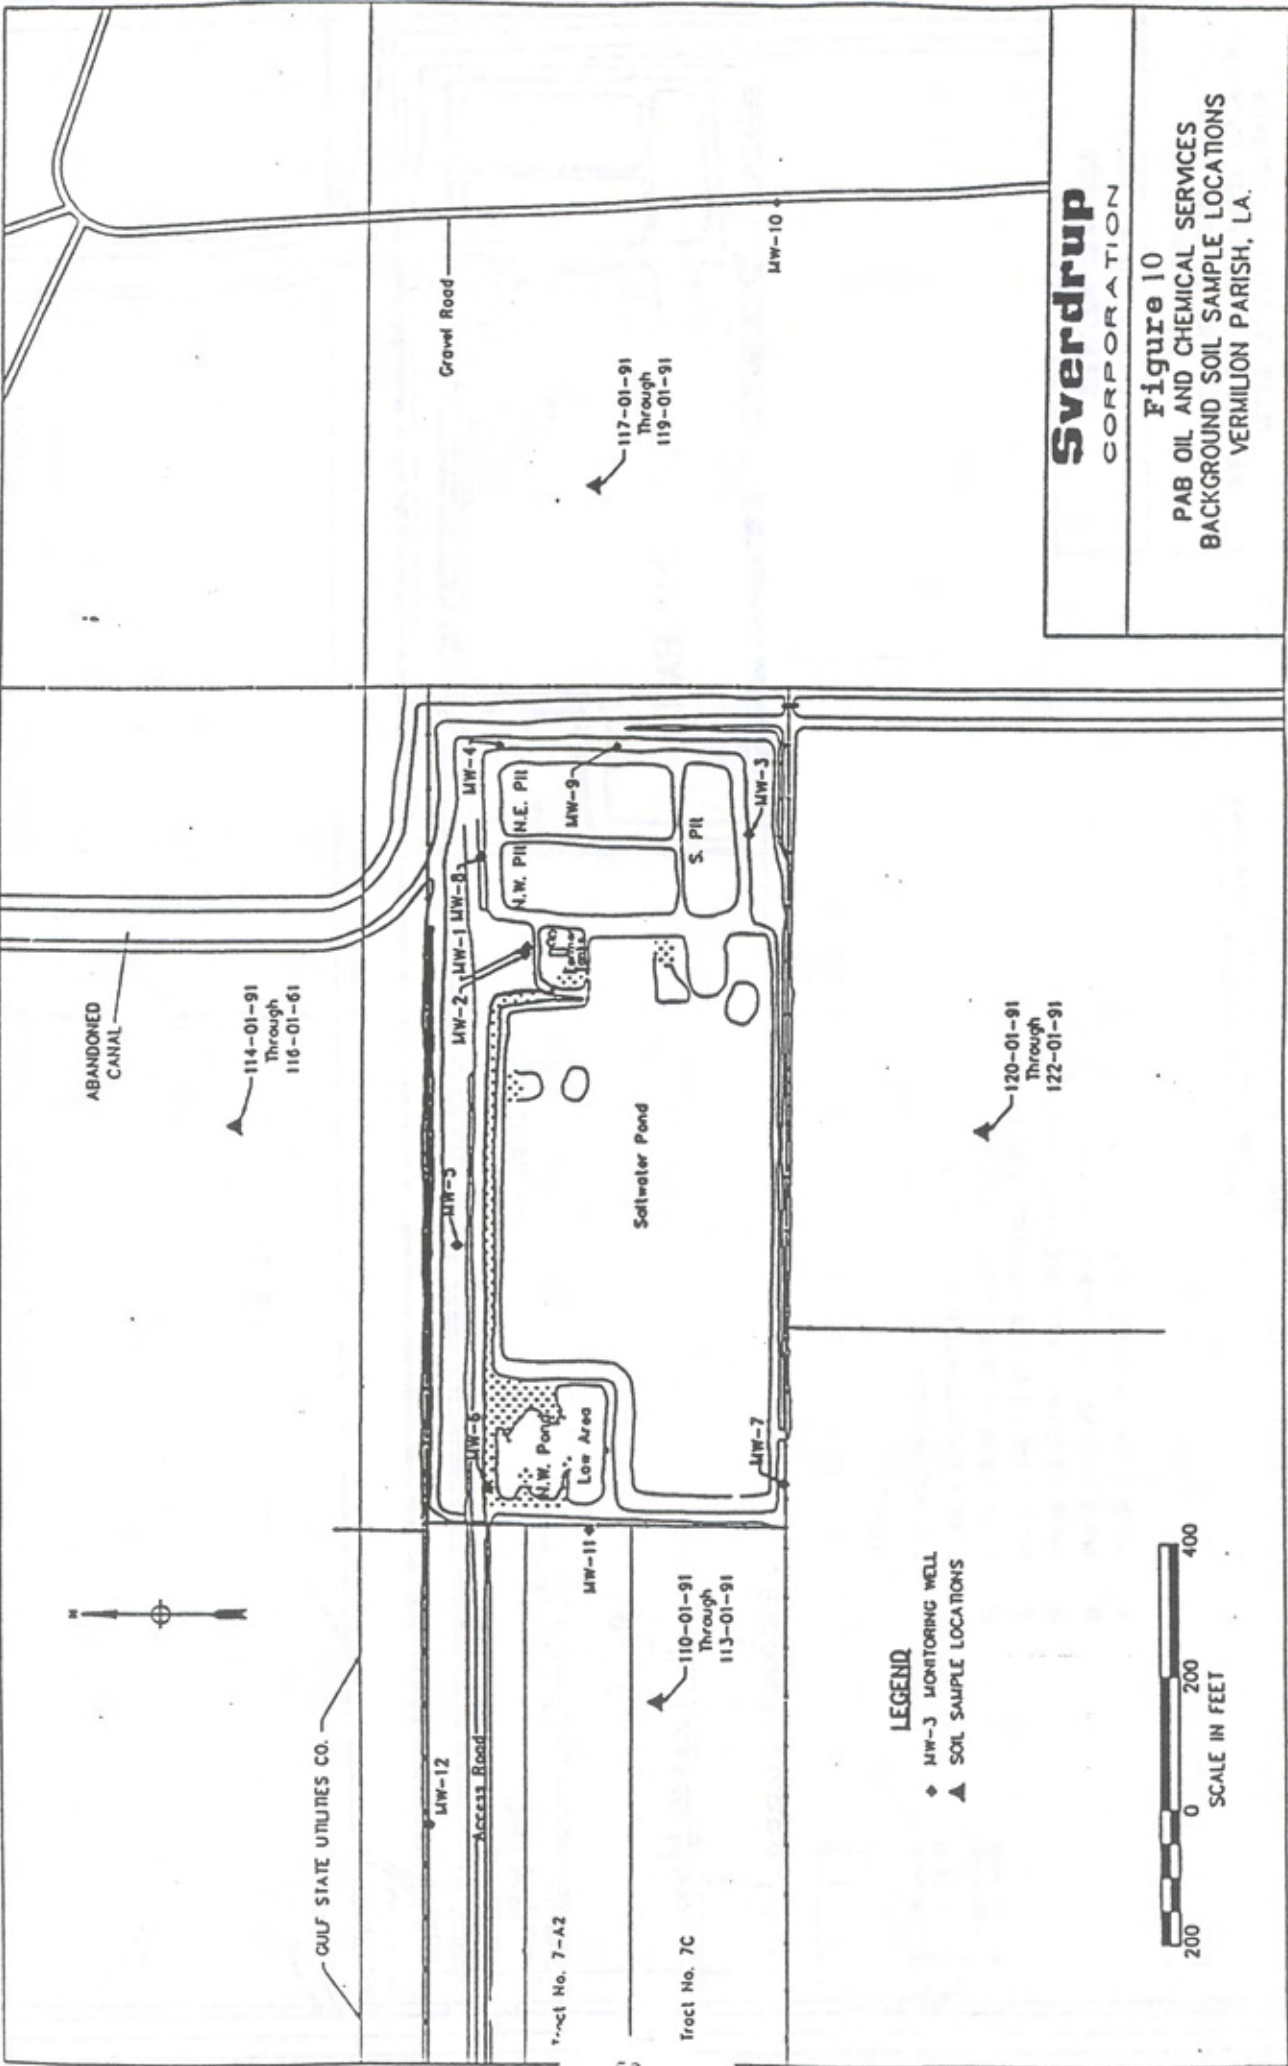 ABANDONED
CANAL
114-01-91
Through
116-01-61
GULF STATE UTILITIES CO.
N
Gravel Road
MW-10
117-01-91
Through
119-01-91
MW-12
Access Road
MW-5
MW-6
MW-2
MW-1
MW-8
MW-4
N.W. Pit
N.E. Pit
MW-9
S. Pit
MW-3
N.W. Pond
Low Area
Saltwater Pond
MW-7
MW-11
Tract No. 7-A2
Tract No. 7C
110-01-91
Through
113-01-91
120-01-91
Through
122-01-91
LEGEND
MW-3 MONITORING WELL
SOIL SAMPLE LOCATIONS
200 0 200 400
SCALE IN FEET
Sverdrup
CORPORATION
Figure 10
PAB OIL AND CHEMICAL SERVICES
BACKGROUND SOIL SAMPLE LOCATIONS
VERMILION PARISH, LA.